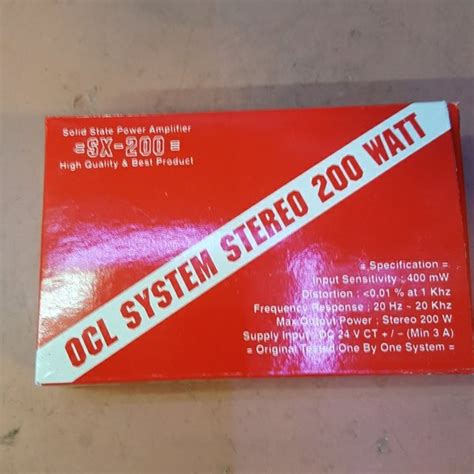 Solid State Power Amplifier
≡SX-200≡
High Quality & Best Product
OCL SYSTEM STEREO 200 WATT
≡ Specification ≡
Input Sensitivity : 400 mW
Distortion : <0,01 % at 1 Khz
Frequency Response : 20 Hz ~ 20 Khz
Max Output Power : Stereo 200 W
Supply input : DC 24 V CT + / − (Min 3 A)
≡ Original Tested One By One System ≡